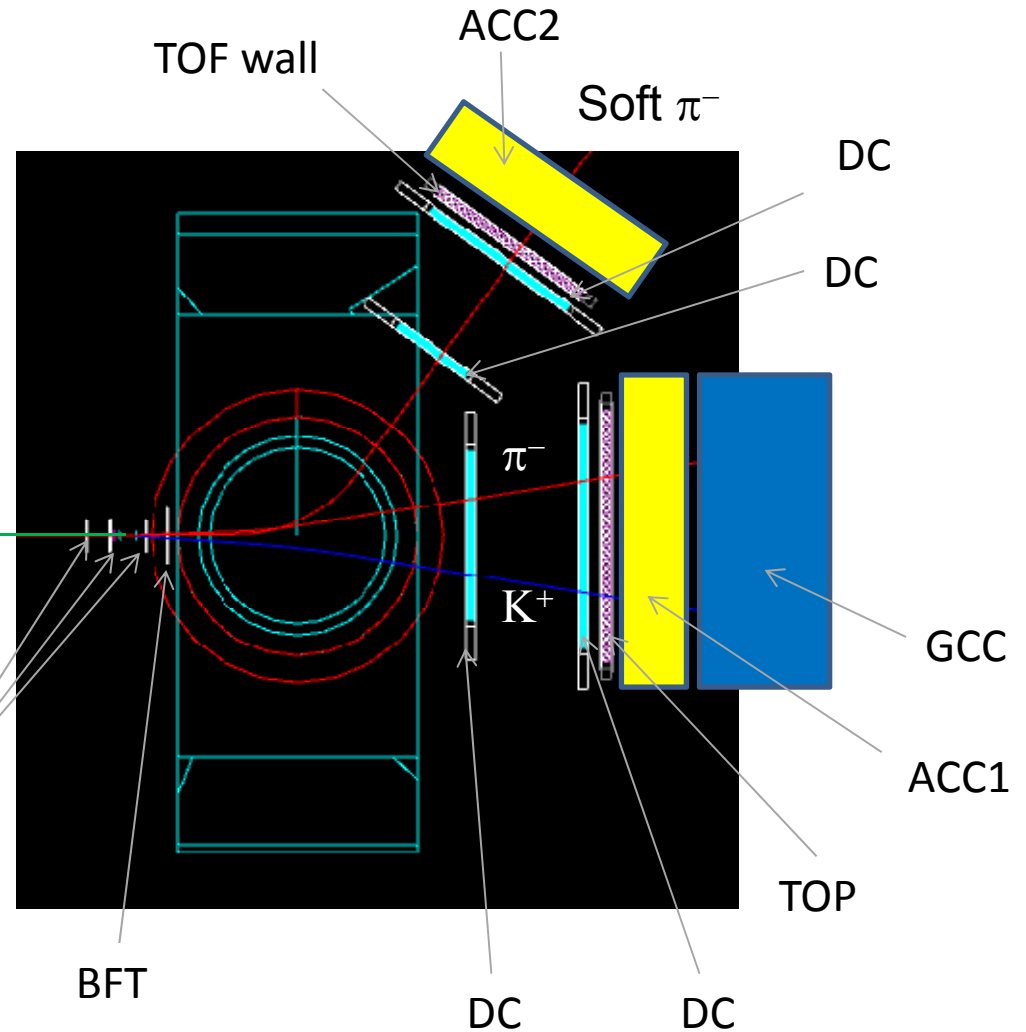 ACC2
TOF wall
Soft π⁻
DC
DC
π⁻
K⁺
GCC
ACC1
TOP
BFT
DC
DC